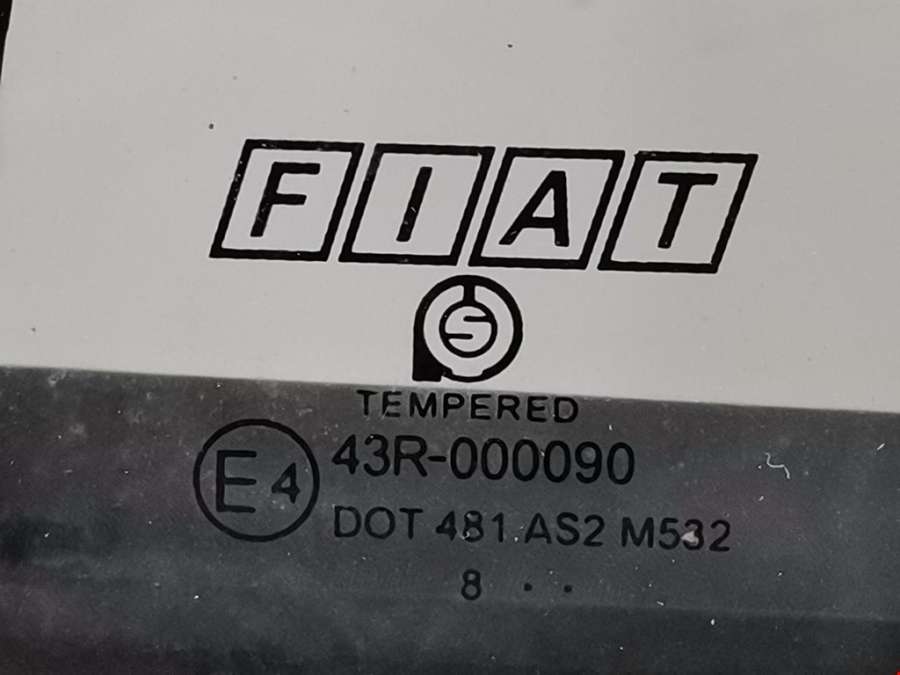 FIAT
S
TEMPERED
E4 43R-000090
DOT 481 AS2 M532
8 . .